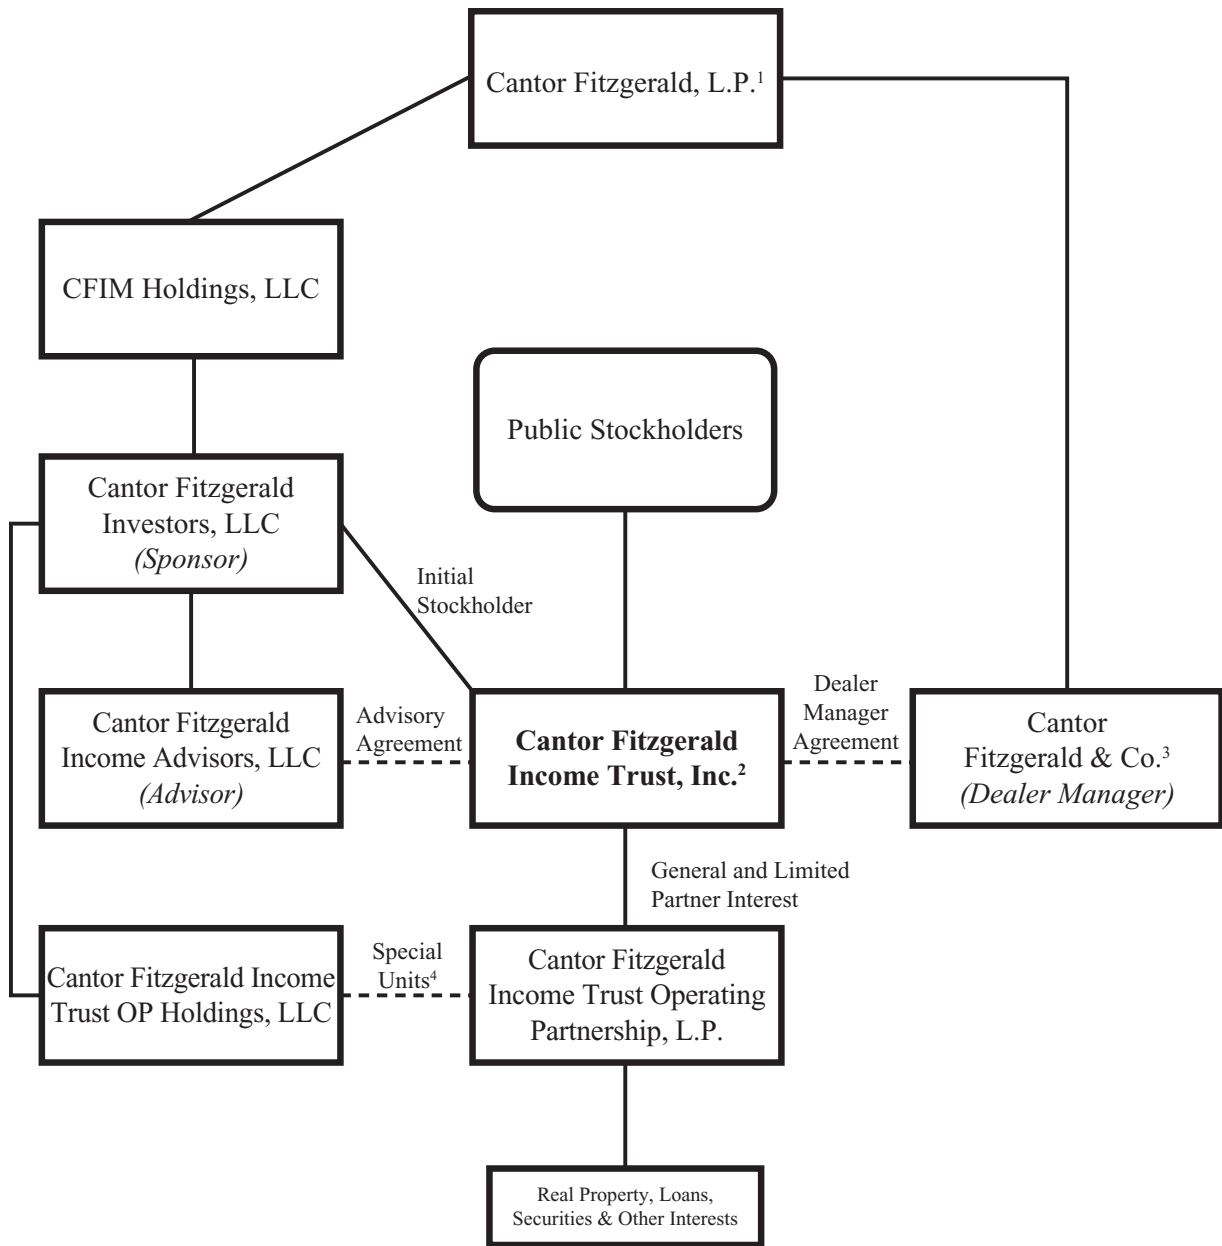 Cantor Fitzgerald, L.P.¹
CFIM Holdings, LLC
Public Stockholders
Cantor Fitzgerald
Investors, LLC
(Sponsor)
Initial
Stockholder
Cantor Fitzgerald
Income Advisors, LLC
(Advisor)
Advisory
Agreement
Cantor Fitzgerald
Income Trust, Inc.²
Dealer
Manager
Agreement
Cantor
Fitzgerald & Co.³
(Dealer Manager)
General and Limited
Partner Interest
Cantor Fitzgerald Income
Trust OP Holdings, LLC
Special
Units⁴
Cantor Fitzgerald
Income Trust Operating
Partnership, L.P.
Real Property, Loans,
Securities & Other Interests